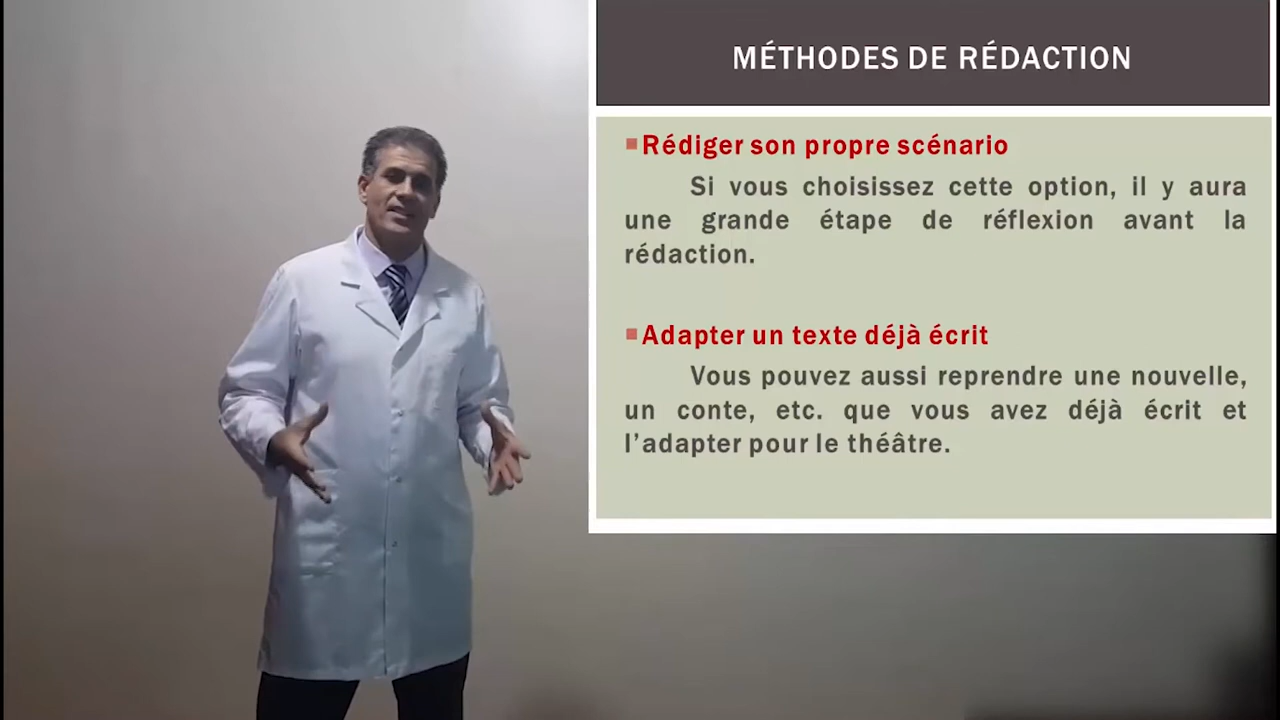 MÉTHODES DE RÉDACTION
Rédiger son propre scénario
Si vous choisissez cette option, il y aura
une grande étape de réflexion avant la
rédaction.
Adapter un texte déjà écrit
Vous pouvez aussi reprendre une nouvelle,
un conte, etc. que vous avez déjà écrit et
l'adapter pour le théâtre.